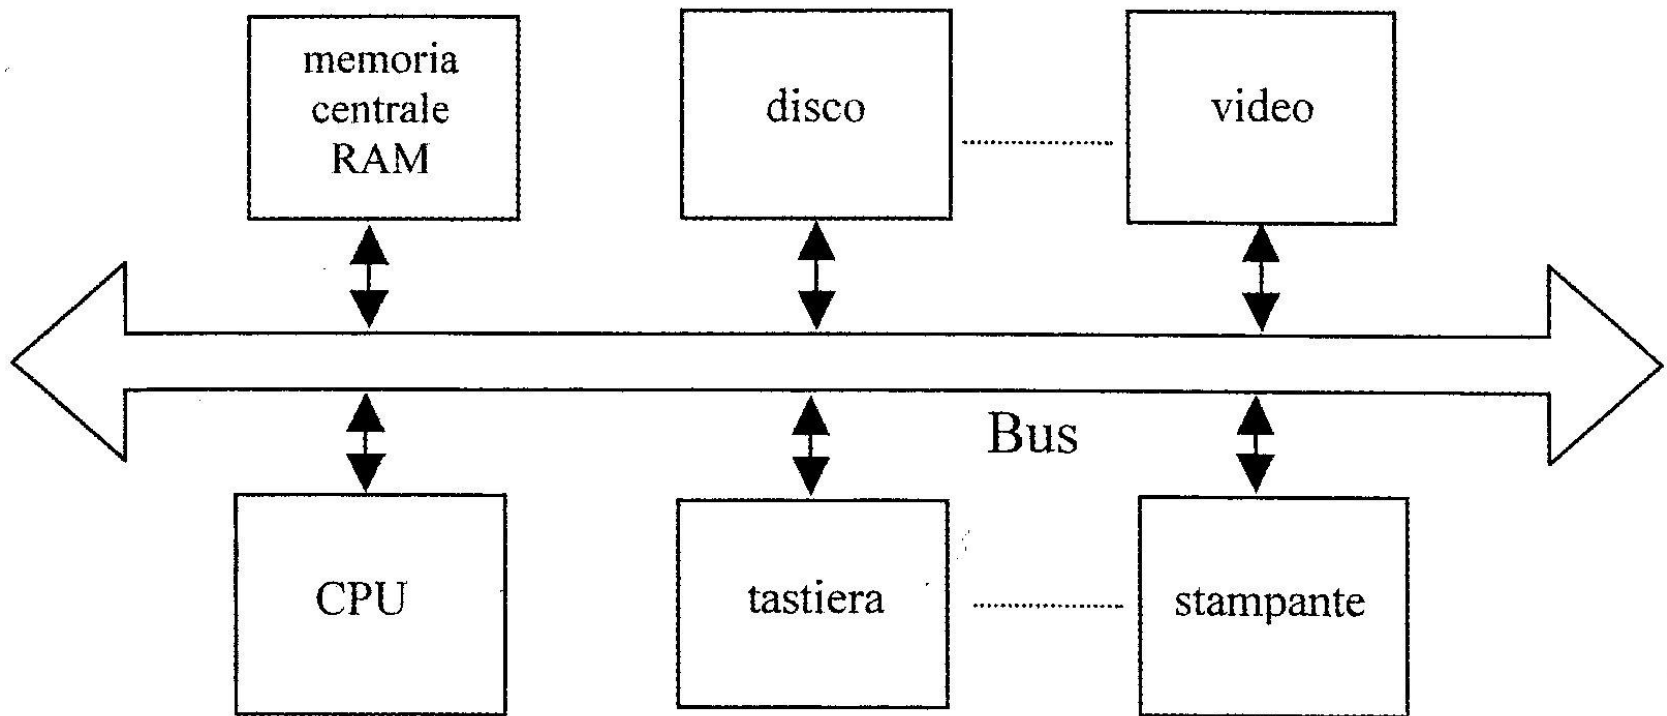 memoria
centrale
RAM
disco
video
Bus
CPU
tastiera
stampante